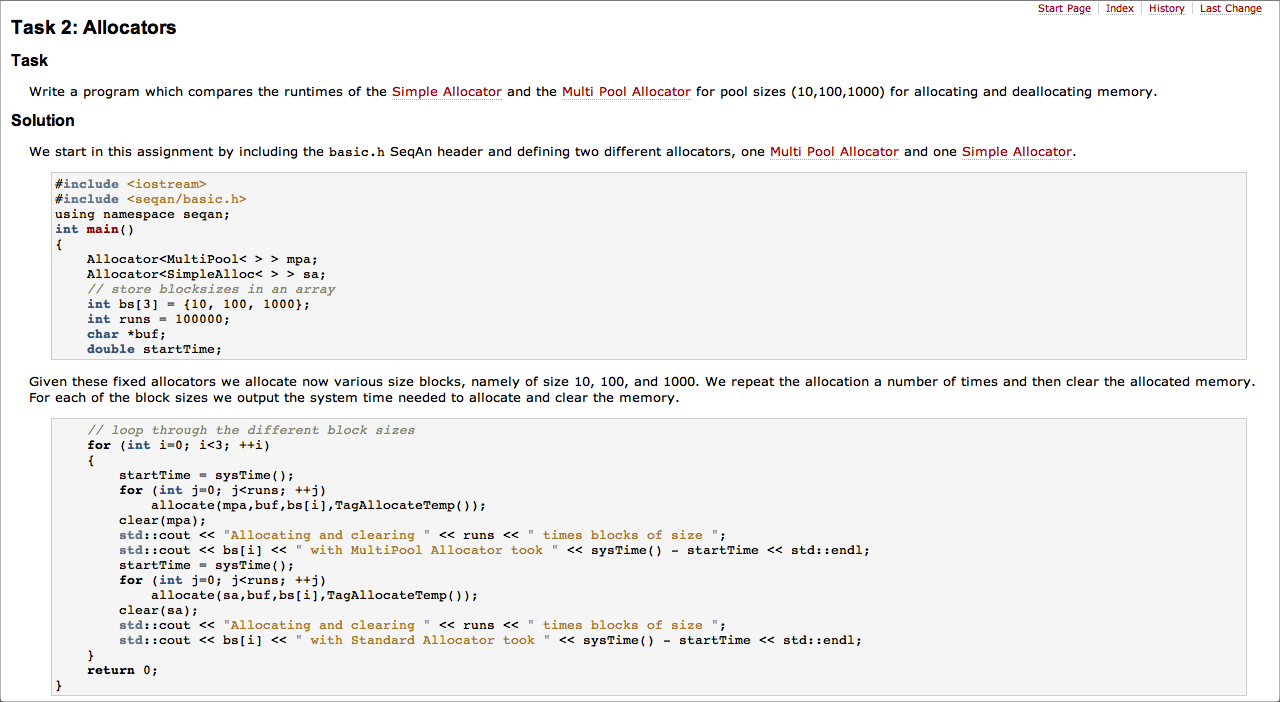 Start Page Index History Last Change
Task 2: Allocators
Task
Write a program which compares the runtimes of the Simple Allocator and the Multi Pool Allocator for pool sizes (10,100,1000) for allocating and deallocating memory.
Solution
We start in this assignment by including the basic.h SeqAn header and defining two different allocators, one Multi Pool Allocator and one Simple Allocator.
#include <iostream>
#include <seqan/basic.h>
using namespace seqan;
int main()
{
    Allocator<MultiPool< > > mpa;
    Allocator<SimpleAlloc< > > sa;
    // store blocksizes in an array
    int bs[3] = {10, 100, 1000};
    int runs = 100000;
    char *buf;
    double startTime;
Given these fixed allocators we allocate now various size blocks, namely of size 10, 100, and 1000. We repeat the allocation a number of times and then clear the allocated memory.
For each of the block sizes we output the system time needed to allocate and clear the memory.
    // loop through the different block sizes
    for (int i=0; i<3; ++i)
    {
        startTime = sysTime();
        for (int j=0; j<runs; ++j)
            allocate(mpa,buf,bs[i],TagAllocateTemp());
        clear(mpa);
        std::cout << "Allocating and clearing " << runs << " times blocks of size ";
        std::cout << bs[i] << " with MultiPool Allocator took " << sysTime() - startTime << std::endl;
        startTime = sysTime();
        for (int j=0; j<runs; ++j)
            allocate(sa,buf,bs[i],TagAllocateTemp());
        clear(sa);
        std::cout << "Allocating and clearing " << runs << " times blocks of size ";
        std::cout << bs[i] << " with Standard Allocator took " << sysTime() - startTime << std::endl;
    }
    return 0;
}